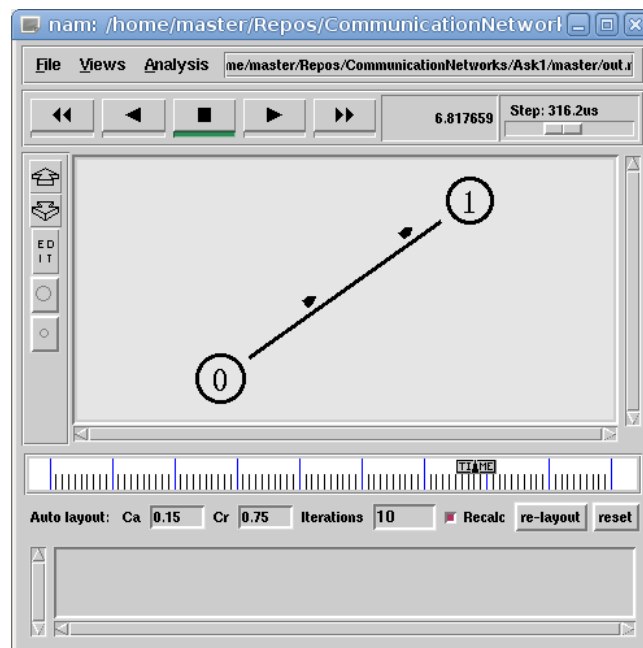 nam: /home/master/Repos/CommunicationNetwork
File Views Analysis me/master/Repos/CommunicationNetworks/Ask1/master/out.
6.817659 Step: 316.2us
ED
IT
1
0
TIME
Auto layout: Ca 0.15 Cr 0.75 Iterations 10 Recalc re-layout reset